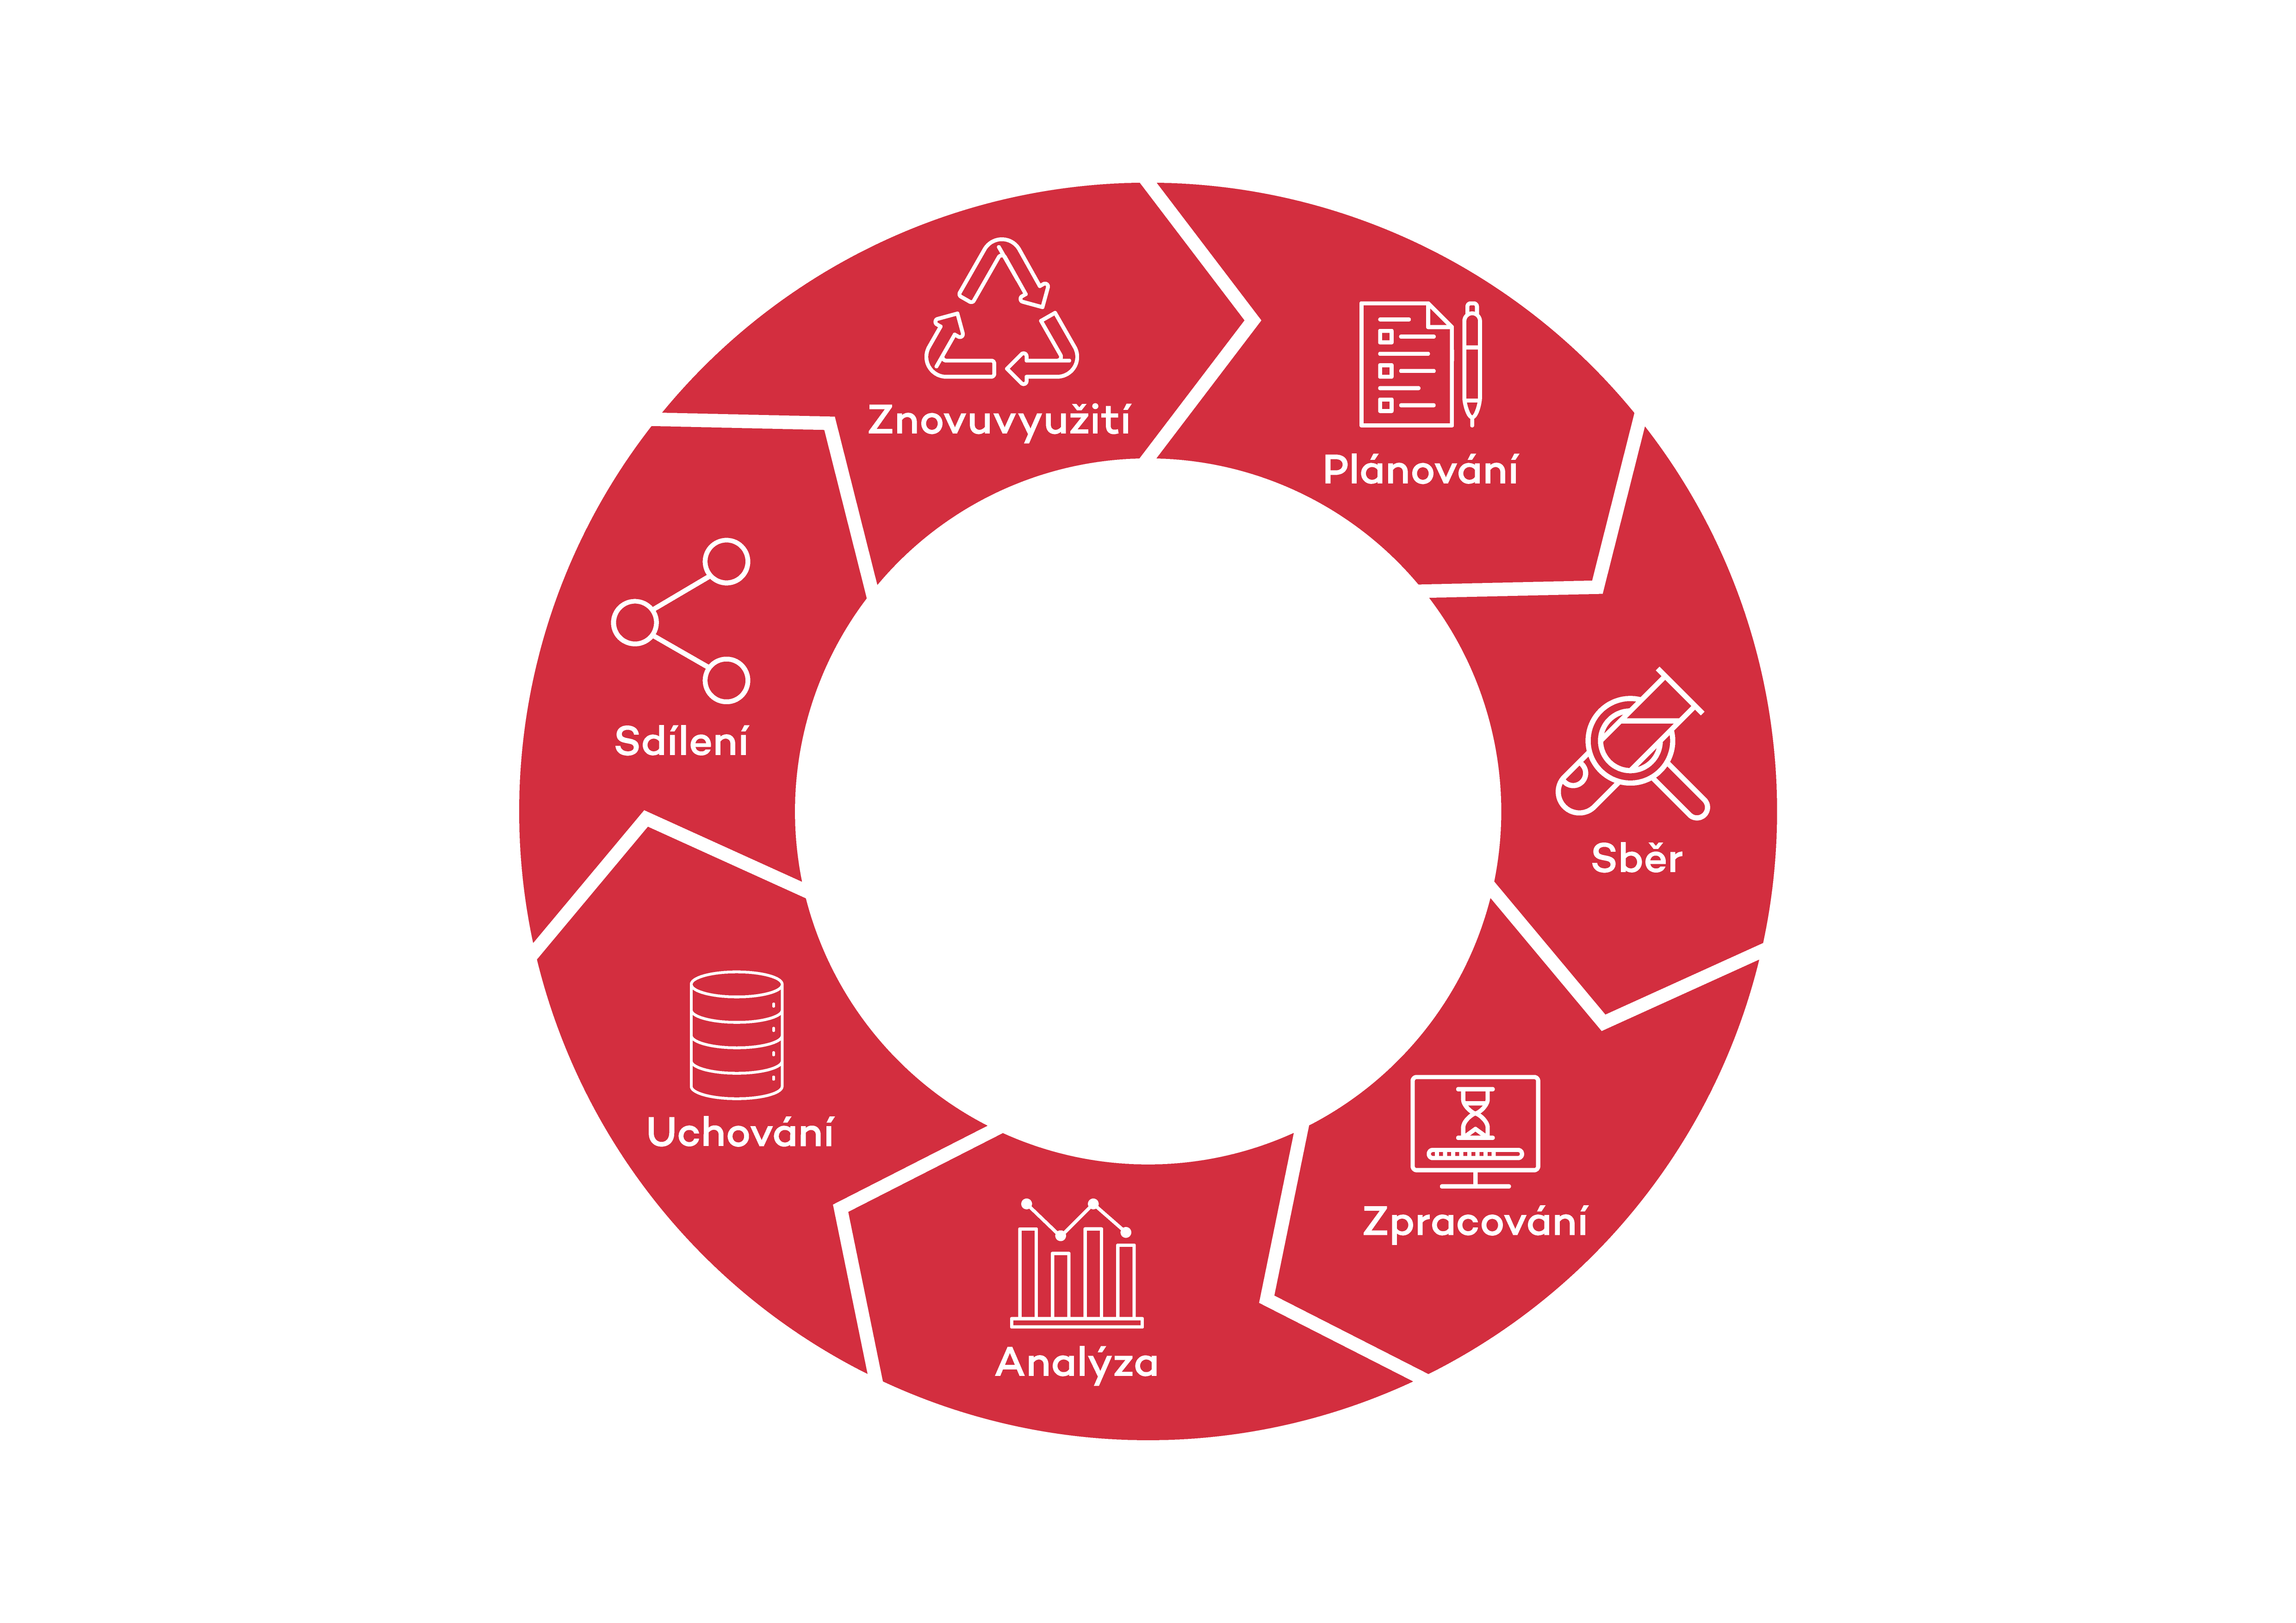 Znovuvyužití
Plánování
Sběr
Zpracování
Analýza
Uchování
Sdílení